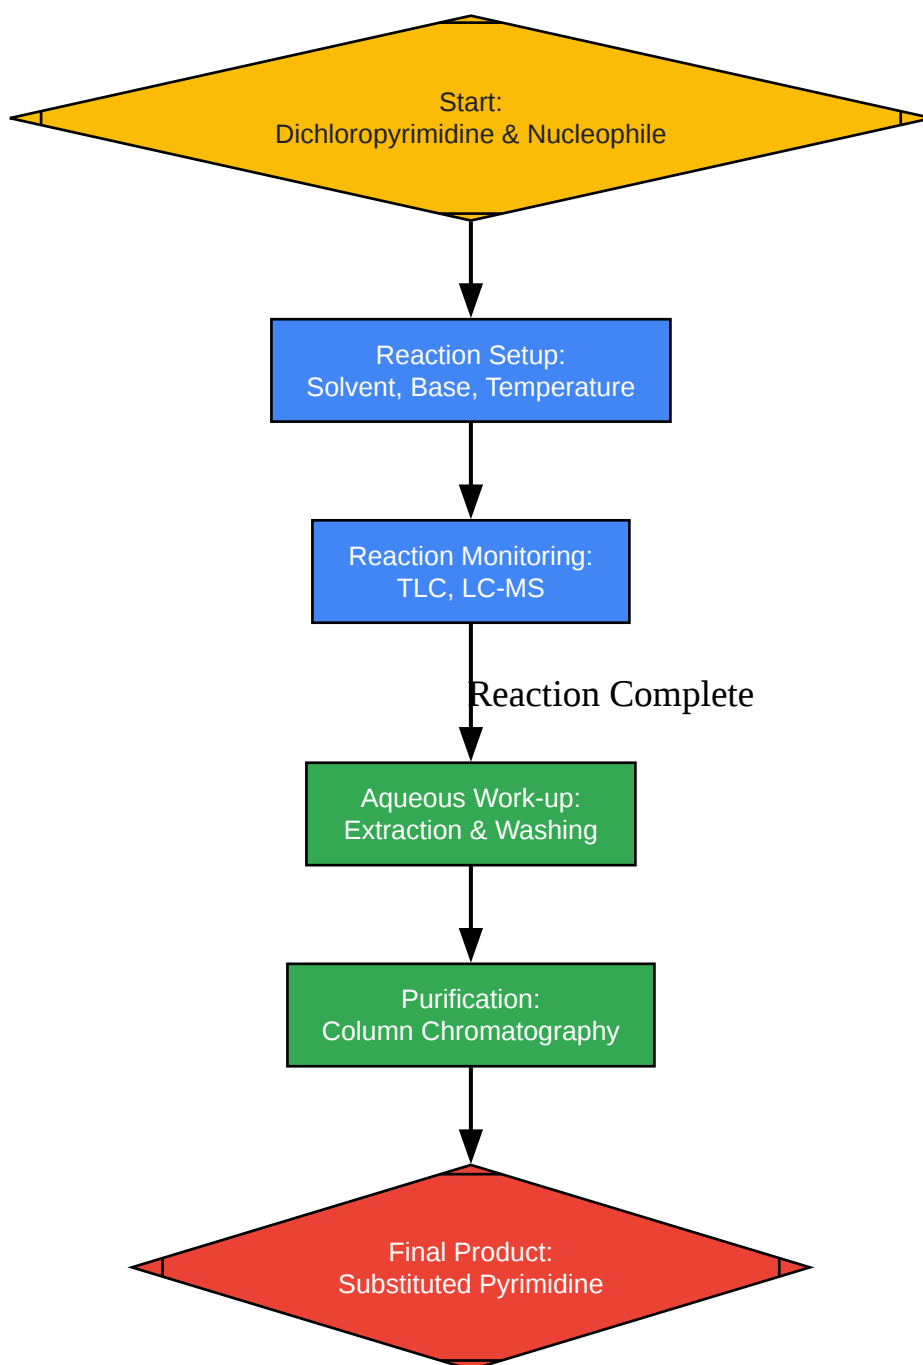 Start:
Dichloropyrimidine & Nucleophile
Reaction Setup:
Solvent, Base, Temperature
Reaction Monitoring:
TLC, LC-MS
Reaction Complete
Aqueous Work-up:
Extraction & Washing
Purification:
Column Chromatography
Final Product:
Substituted Pyrimidine